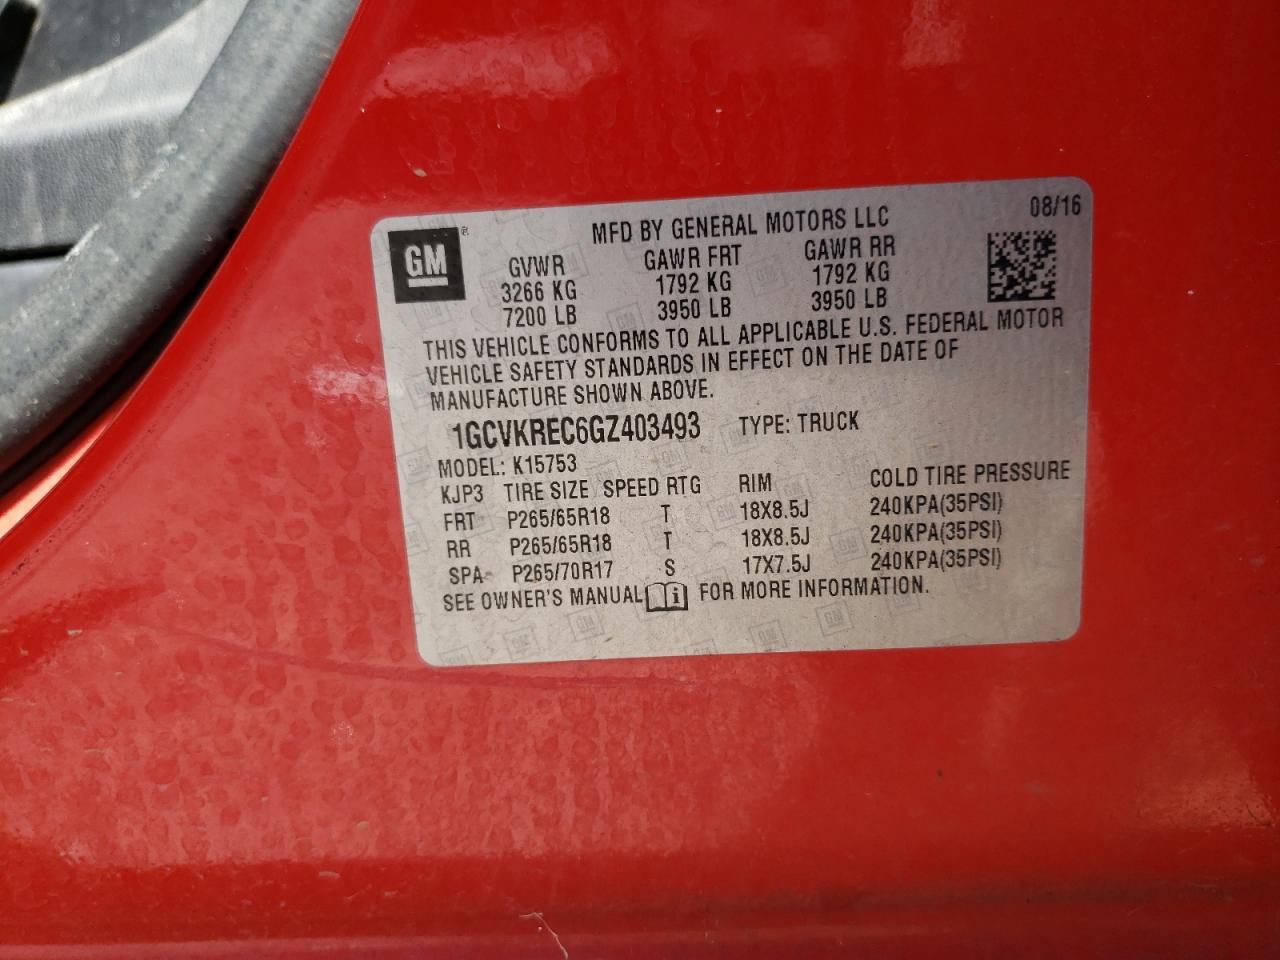 08/16
GM®
MFD BY GENERAL MOTORS LLC
GVWR GAWR FRT GAWR RR
3266 KG 1792 KG 1792 KG
7200 LB 3950 LB 3950 LB
THIS VEHICLE CONFORMS TO ALL APPLICABLE U.S. FEDERAL MOTOR
VEHICLE SAFETY STANDARDS IN EFFECT ON THE DATE OF
MANUFACTURE SHOWN ABOVE.
1GCVKREC6GZ403493 TYPE: TRUCK
MODEL: K15753
KJP3 TIRE SIZE SPEED RTG RIM COLD TIRE PRESSURE
FRT P265/65R18 T 18X8.5J 240KPA(35PSI)
RR P265/65R18 T 18X8.5J 240KPA(35PSI)
SPA P265/70R17 S 17X7.5J 240KPA(35PSI)
SEE OWNER'S MANUAL i FOR MORE INFORMATION.